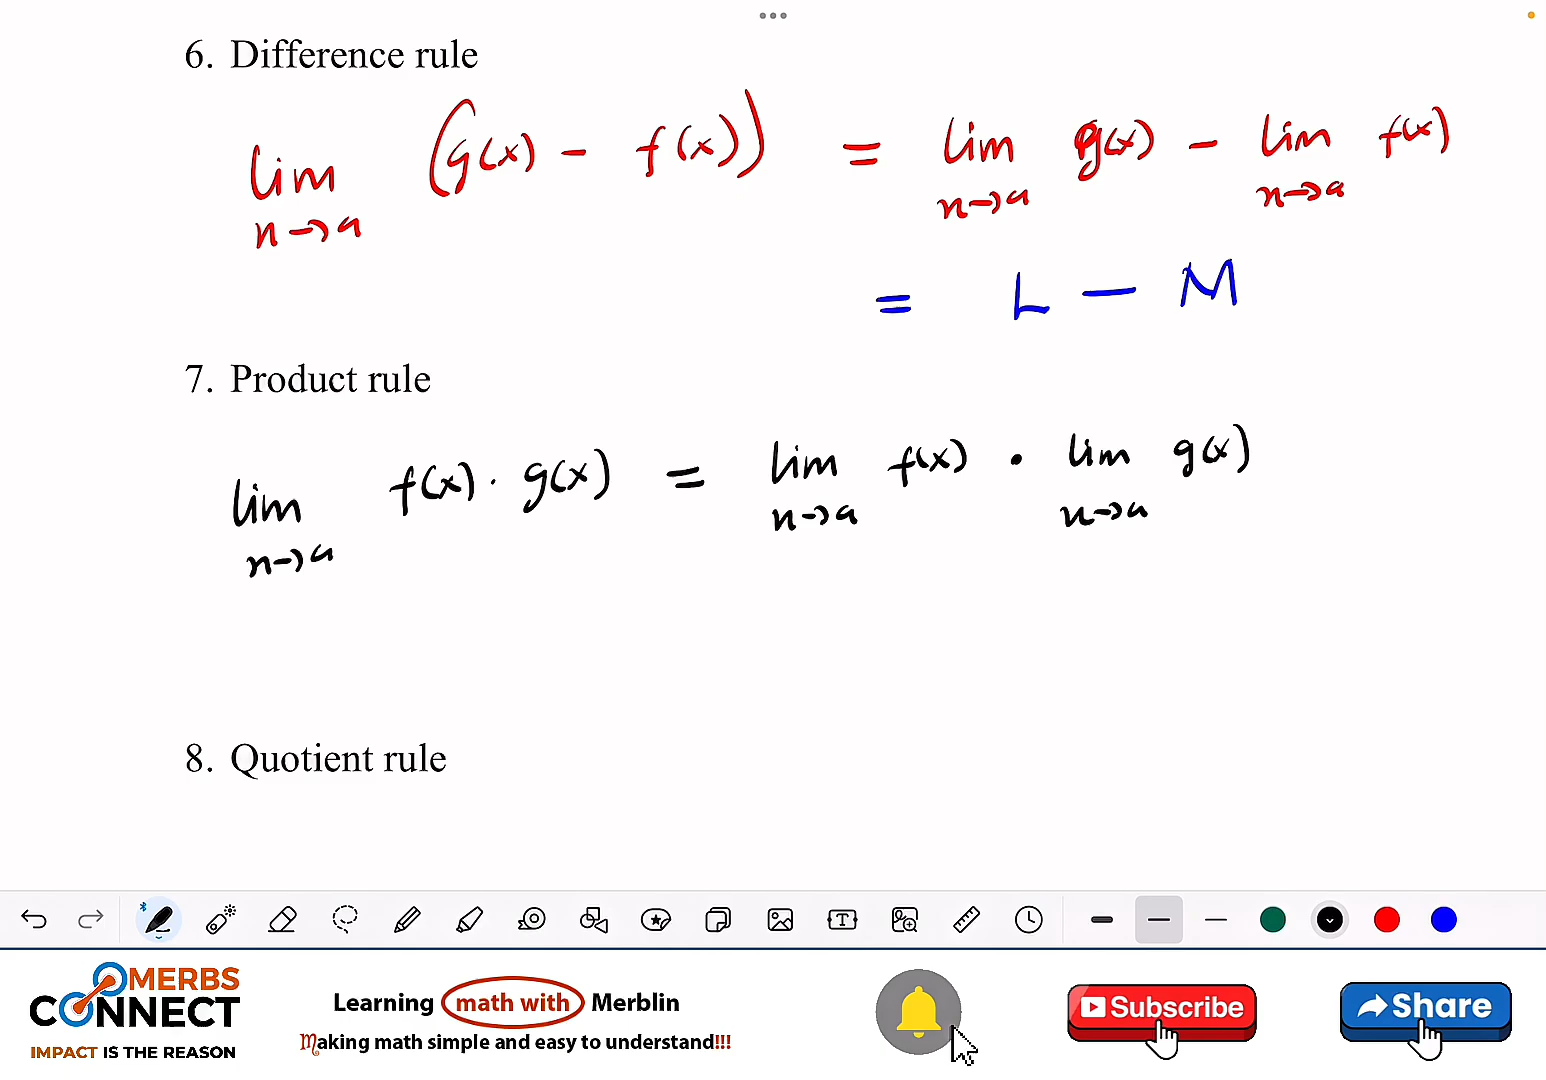 6. Difference rule
lim (g(x) - f(x)) = lim g(x) - lim f(x)
n→a n→a n→a
= L - M
7. Product rule
lim f(x) · g(x) = lim f(x) · lim g(x)
n→a n→a n→a
8. Quotient rule
MERBS
CONNECT
IMPACT IS THE REASON
Learning math with Merblin
Making math simple and easy to understand!!!
Subscribe
Share